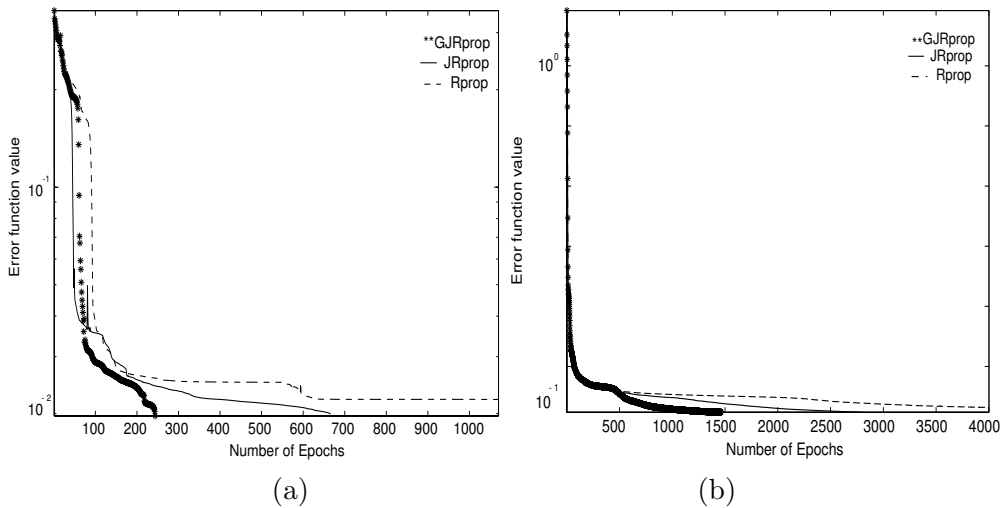 **GJRprop
JRprop
Rprop
Error function value
10^-1
10^-2
100 200 300 400 500 600 700 800 900 1000
Number of Epochs
(a)
**GJRprop
JRprop
Rprop
Error function value
10^0
10^-1
500 1000 1500 2000 2500 3000 3500 4000
Number of Epochs
(b)